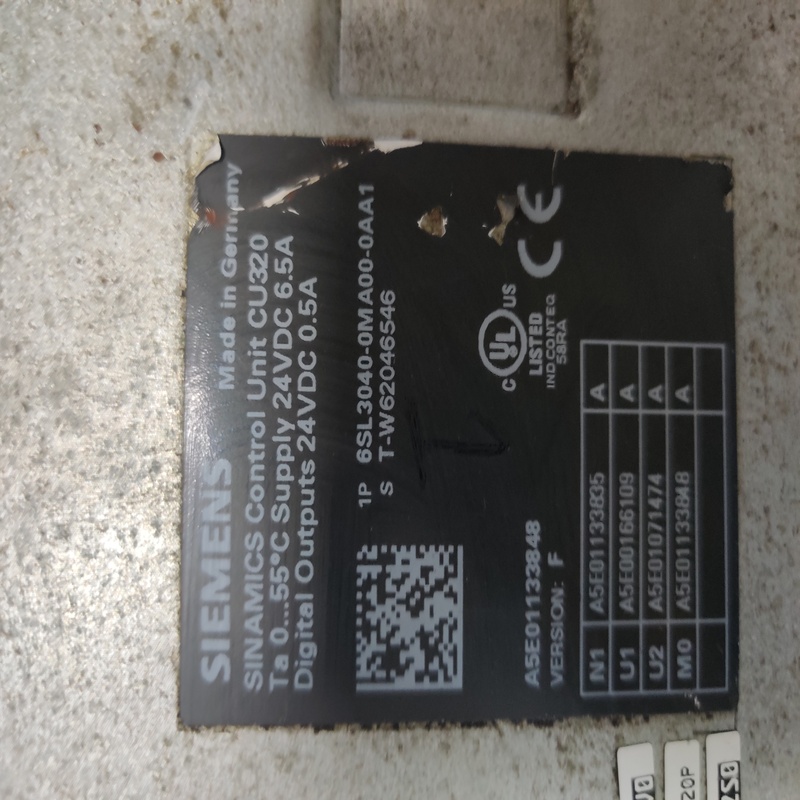 SIEMENS Made in Germany
SINAMICS Control Unit CU320
Ta 0...55°C Supply 24VDC 6.5A
Digital Outputs 24VDC 0.5A
1P 6SL3040-0MA00-0AA1
S T-W62046546
C UL US
LISTED
IND CONT EQ
58RA
CE
A5E01133848
VERSION: F
N1 A5E01133835 A
U1 A5E00166109 A
U2 A5E01071474 A
M0 A5E01133848 A
20P